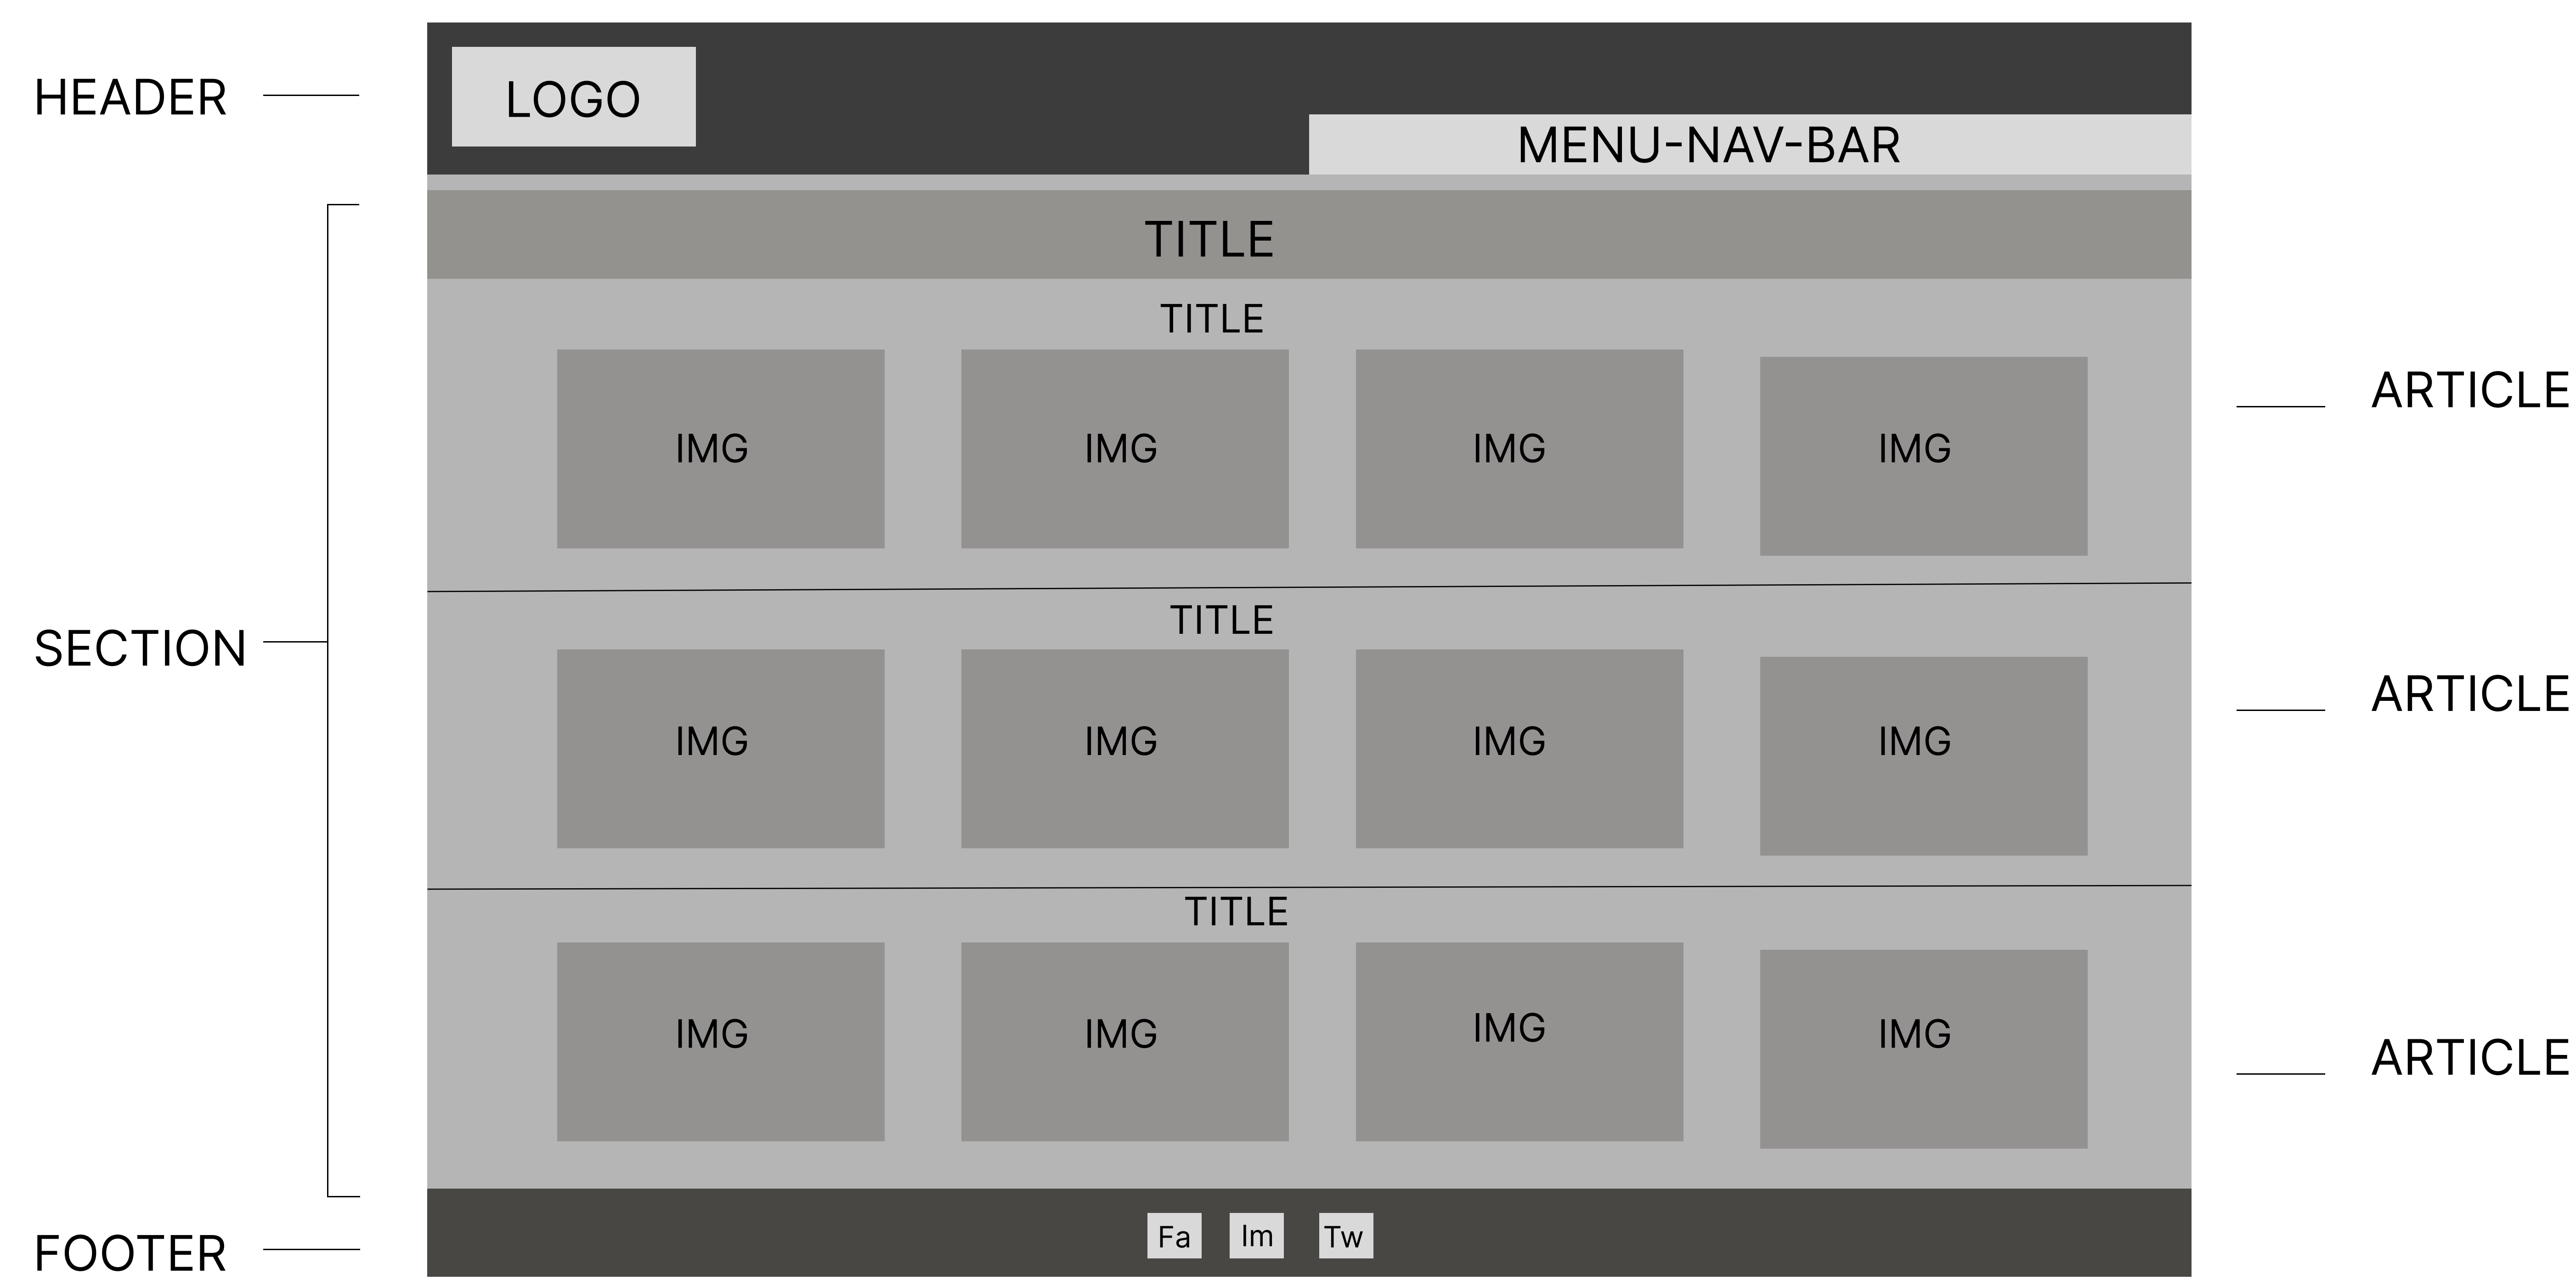 HEADER
LOGO
MENU-NAV-BAR
TITLE
TITLE
ARTICLE
IMG IMG IMG IMG
TITLE
SECTION
ARTICLE
IMG IMG IMG IMG
TITLE
IMG IMG IMG IMG
ARTICLE
FOOTER
Fa Im Tw